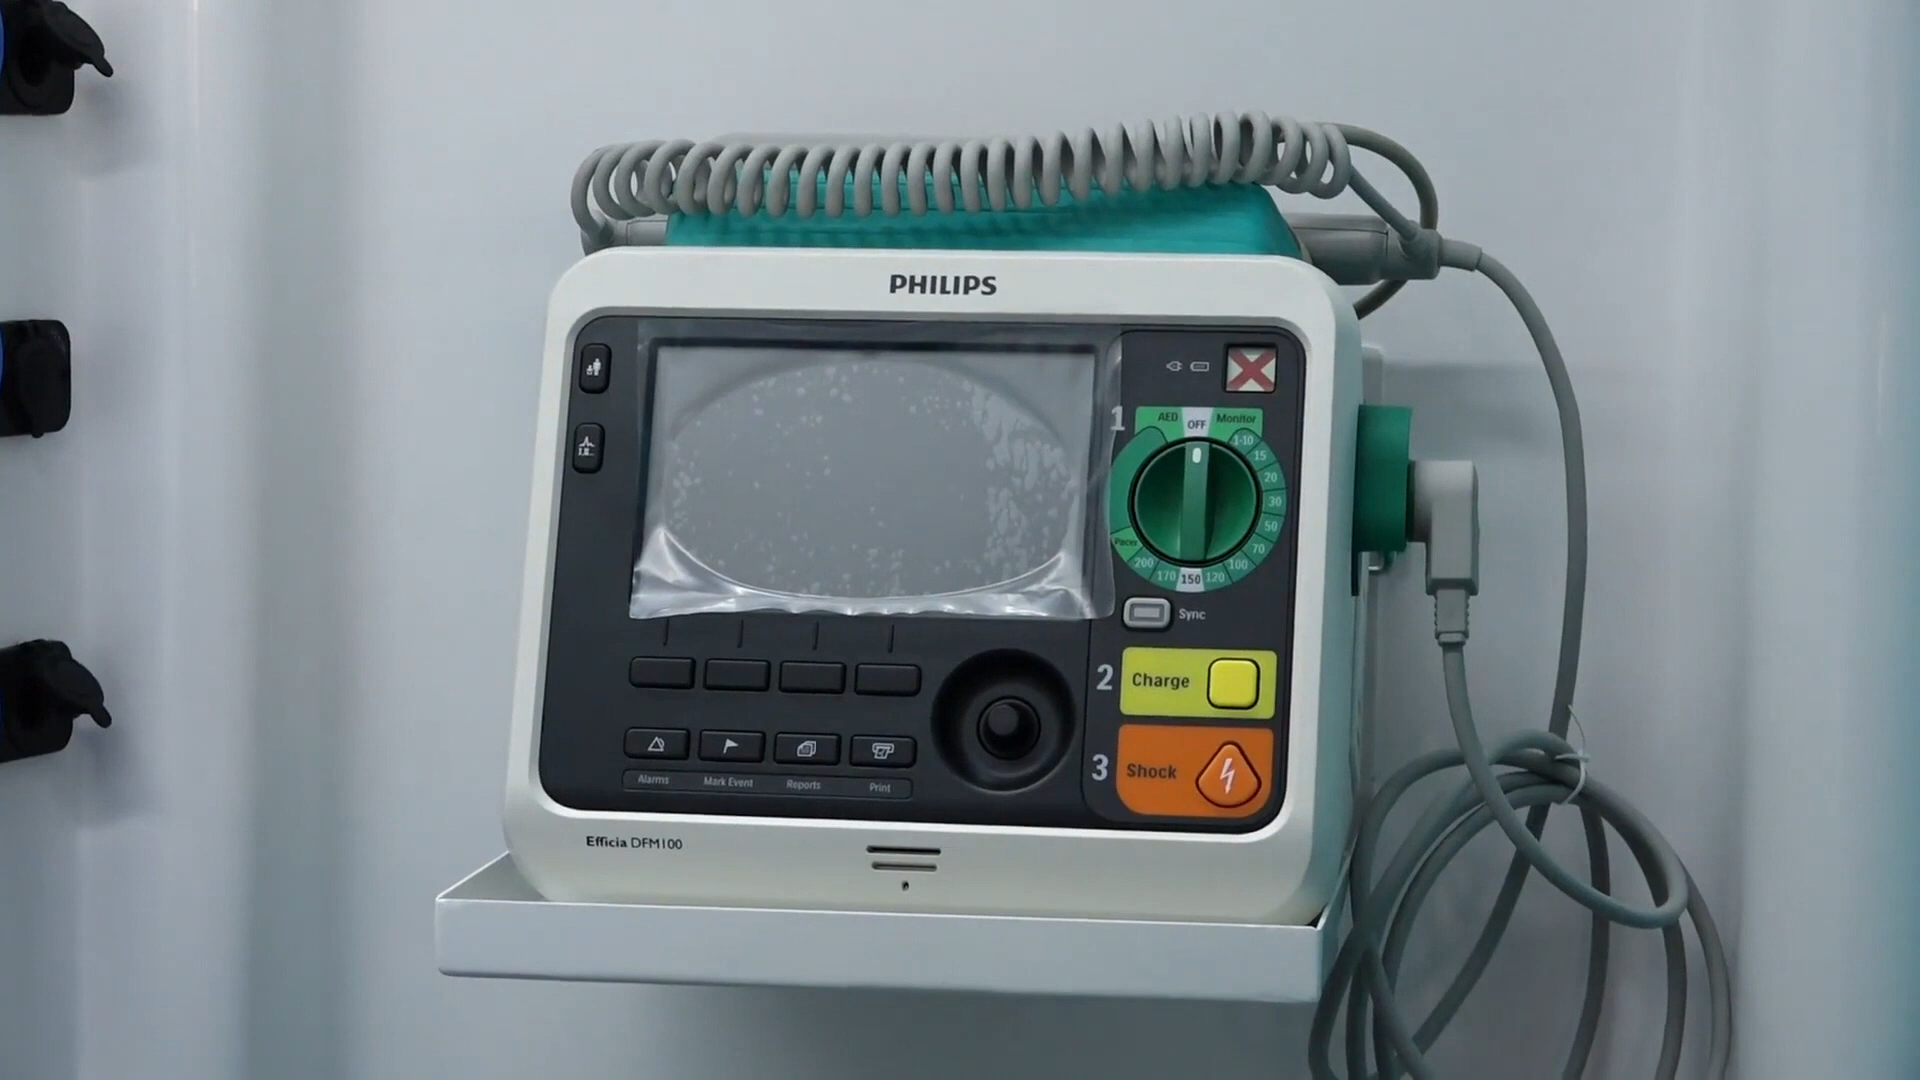 PHILIPS
1
AED
OFF
Monitor
1-10
15
20
30
50
70
100
120
150
170
200
Pacer
Sync
2
Charge
3
Shock
Alarms
Mark Event
Reports
Print
Efficia DFM100